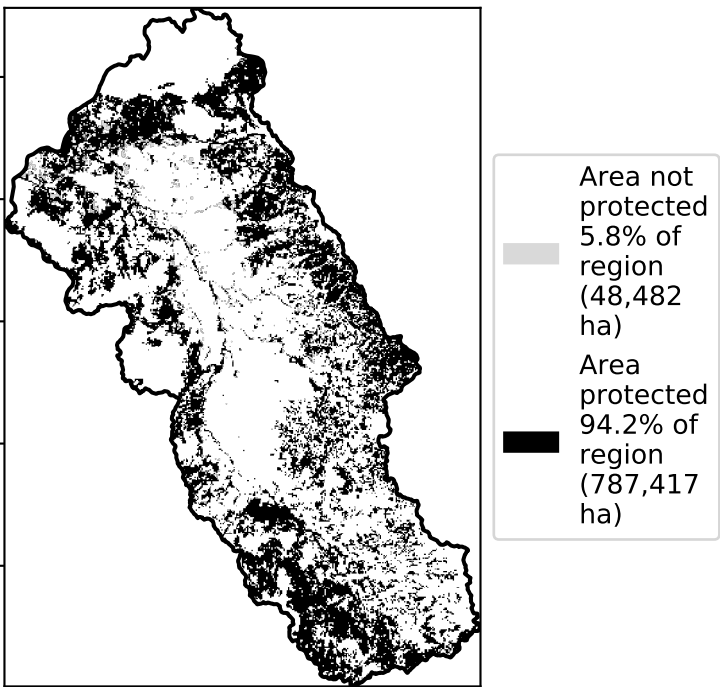 Area not
protected
5.8% of
region
(48,482
ha)
Area
protected
94.2% of
region
(787,417
ha)